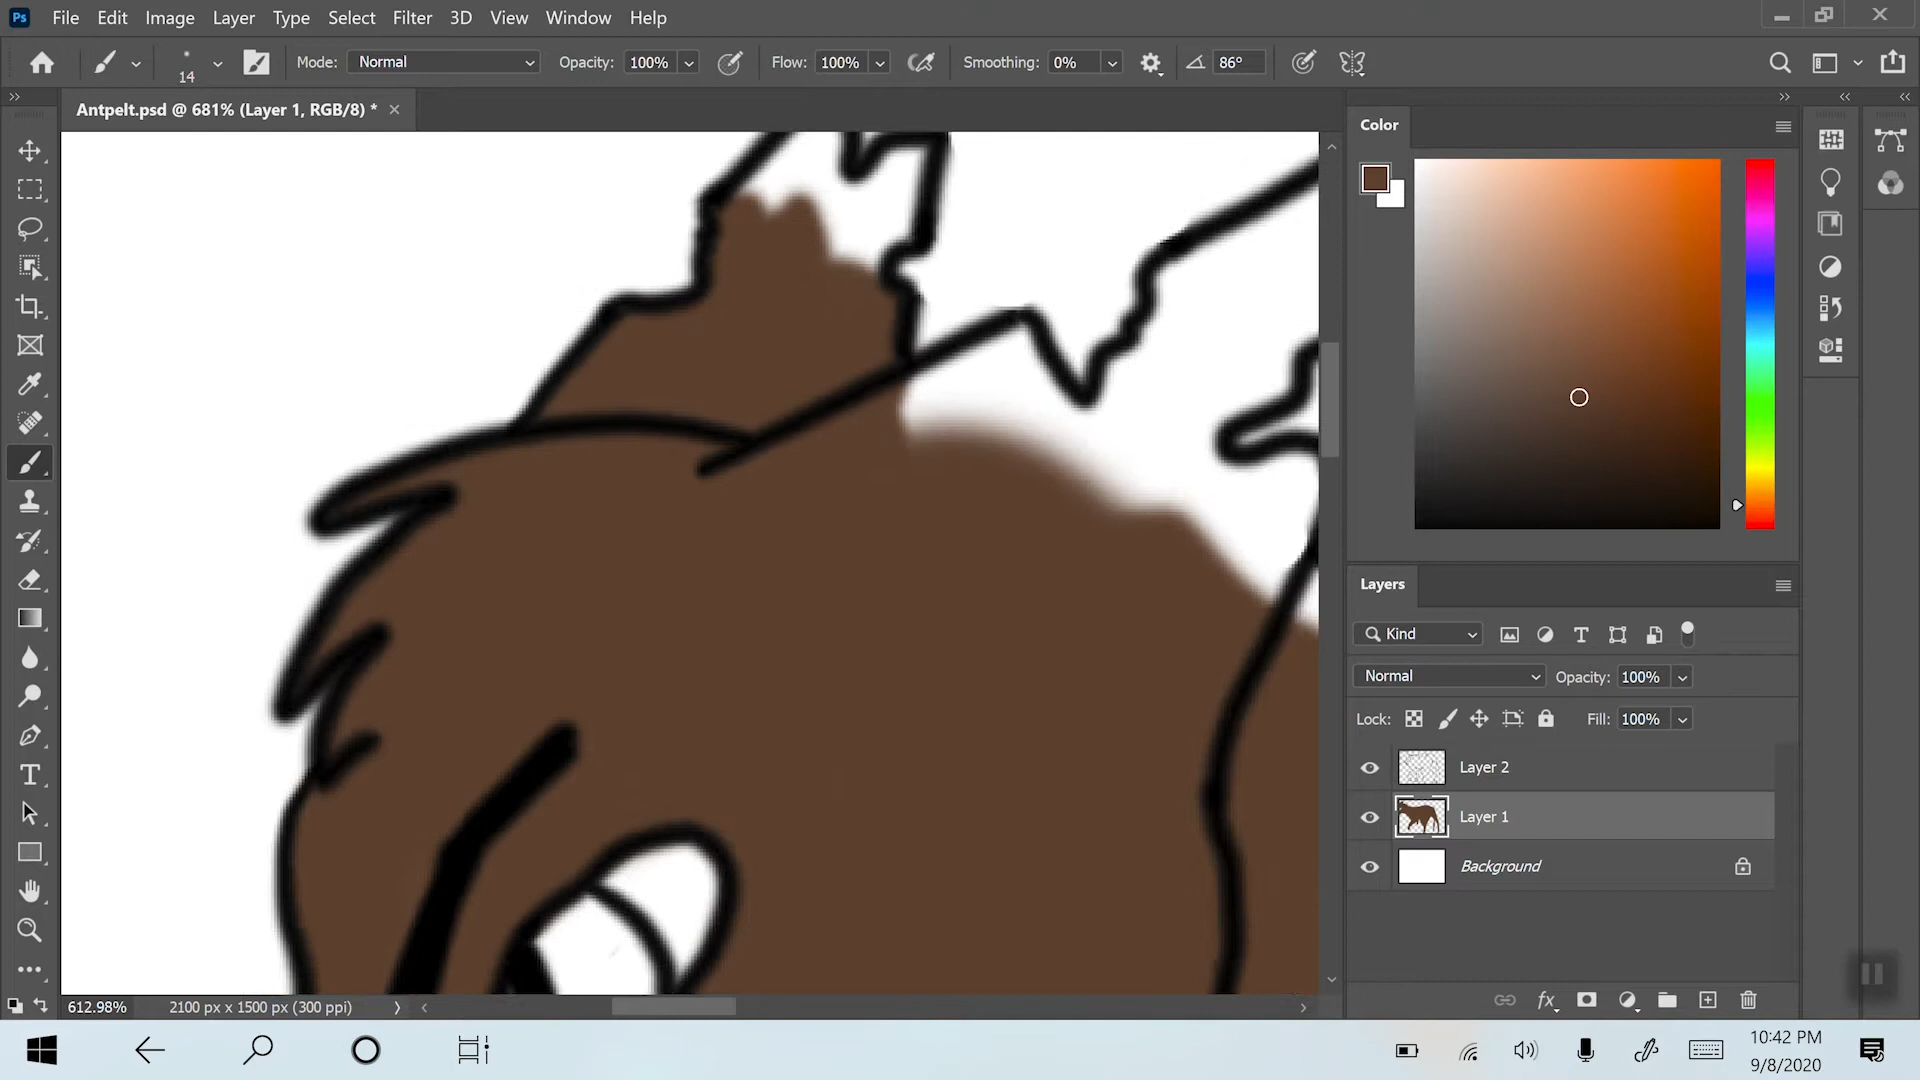 Ps File Edit Image Layer Type Select Filter 3D View Window Help
14 Mode: Normal Opacity: 100% Flow: 100% Smoothing: 0% 86°
Antpelt.psd @ 681% (Layer 1, RGB/8) *
Color
Layers
Kind
Normal Opacity: 100%
Lock: Fill: 100%
Layer 2
Layer 1
Background
fx
612.98% 2100 px x 1500 px (300 ppi)
10:42 PM
9/8/2020